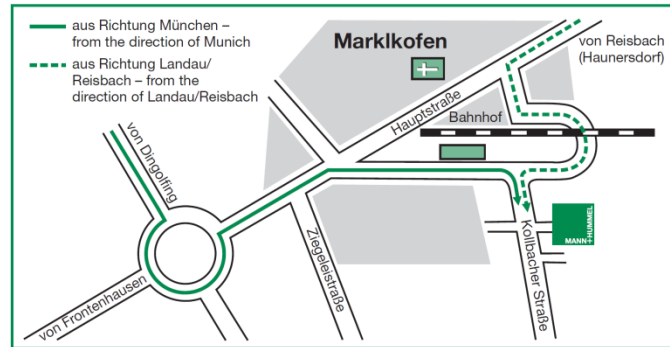 aus Richtung München –
from the direction of Munich
aus Richtung Landau/
Reisbach – from the
direction of Landau/Reisbach
Marklkofen
von Reisbach
(Haunersdorf)
Hauptstraße
Bahnhof
von Dingolfing
Ziegeleistraße
Kollbacher Straße
MANN+
HUMMEL
von Frontenhausen